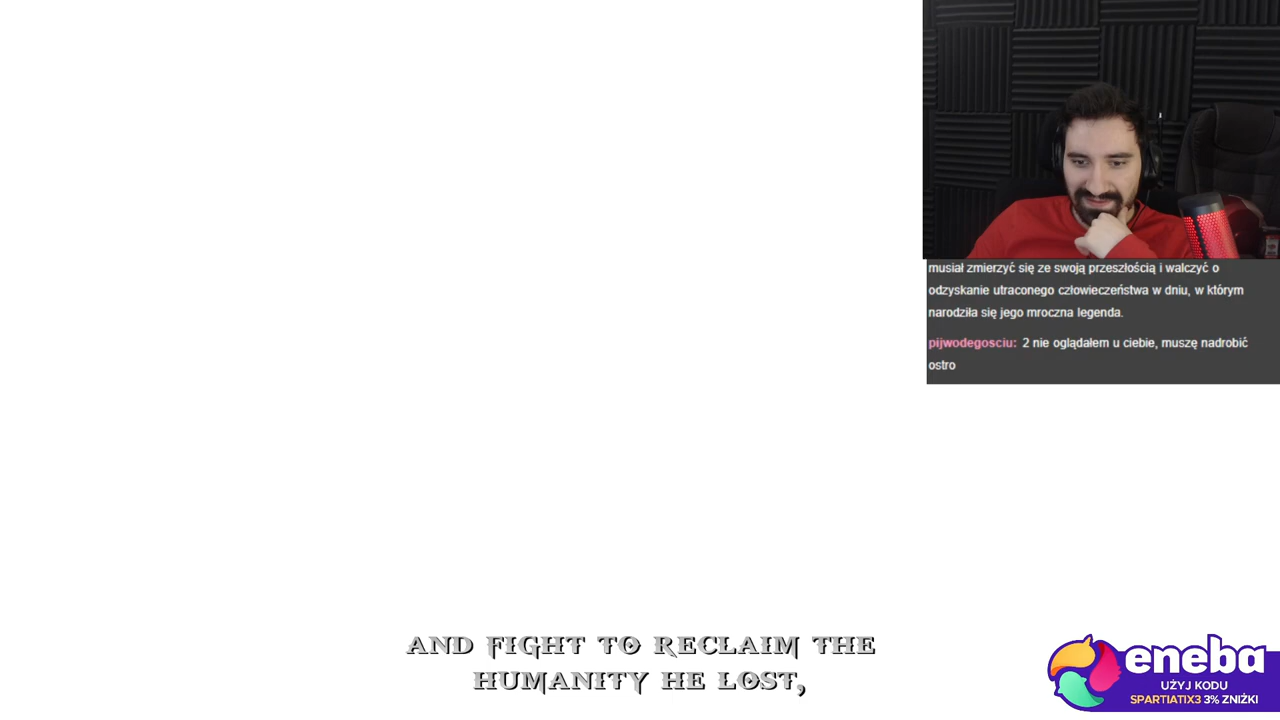 musiał zmierzyć się ze swoją przeszłością i walczyć o
odzyskanie utraconego człowieczeństwa w dniu, w którym
narodziła się jego mroczna legenda.
pijwodegosciu: 2 nie oglądałem u ciebie, muszę nadrobić
ostro
AND FIGHT TO RECLAIM THE
HUMANITY HE LOST,
eneba
UŻYJ KODU
SPARTIATIX3 3% ZNIŻKI